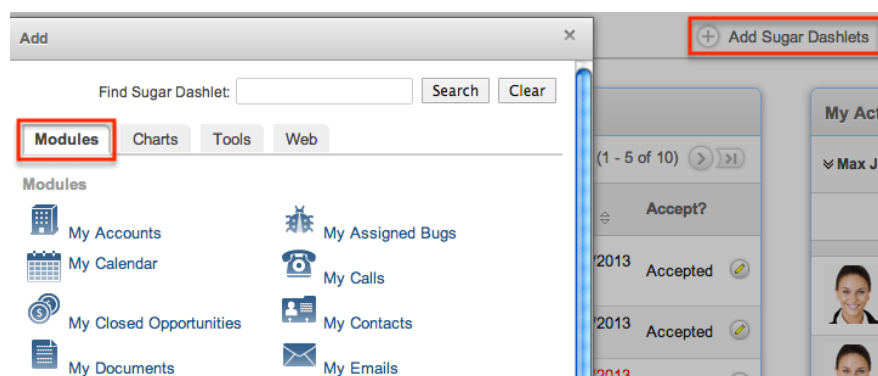 Add
Add Sugar Dashlets
Find Sugar Dashlet:
Search
Clear
Modules
Charts
Tools
Web
Modules
My Accounts
My Assigned Bugs
My Calendar
My Calls
My Closed Opportunities
My Contacts
My Documents
My Emails
(1 - 5 of 10)
Accept?
/2013
Accepted
/2013
Accepted
/2013
My Act
Max J